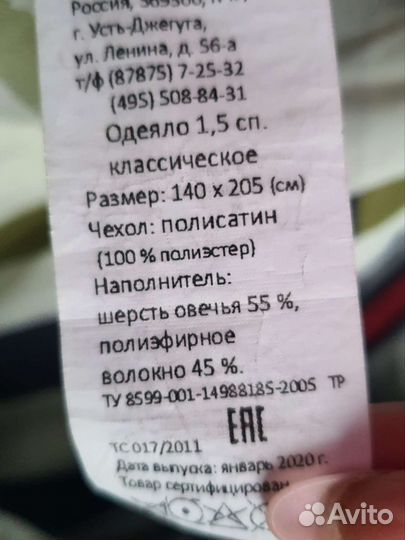 Россия,
г. Усть-Джегута,
ул. Ленина, д. 56-а
т/ф (87875) 7-25-32
(495) 508-84-31
Одеяло 1,5 сп.
классическое
Размер: 140 х 205 (см)
Чехол: полисатин
(100 % полиэстер)
Наполнитель:
шерсть овечья 55 %,
полиэфирное
волокно 45 %.
ТУ 8599-001-14988185-2005 ТР
ТС 017/2011
EAC
Дата выпуска: январь 2020 г.
Товар сертифицирован
Avito